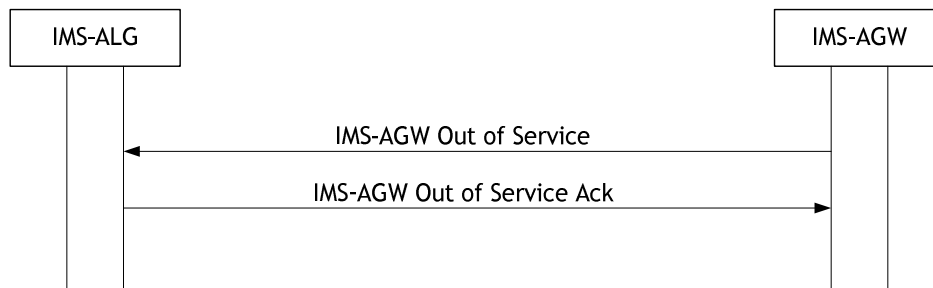 IMS-ALG
IMS-AGW
IMS-AGW Out of Service
IMS-AGW Out of Service Ack